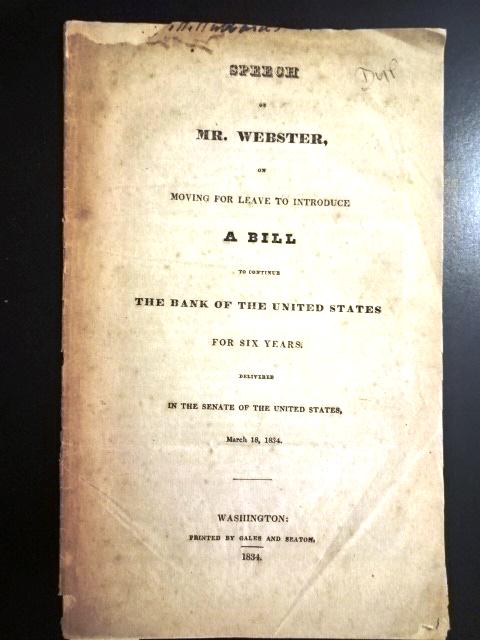 Dup
SPEECH
OF
MR. WEBSTER,
ON
MOVING FOR LEAVE TO INTRODUCE
A BILL
TO CONTINUE
THE BANK OF THE UNITED STATES
FOR SIX YEARS.
DELIVERED
IN THE SENATE OF THE UNITED STATES,
March 18, 1834.
WASHINGTON:
PRINTED BY GALES AND SEATON,
1834.